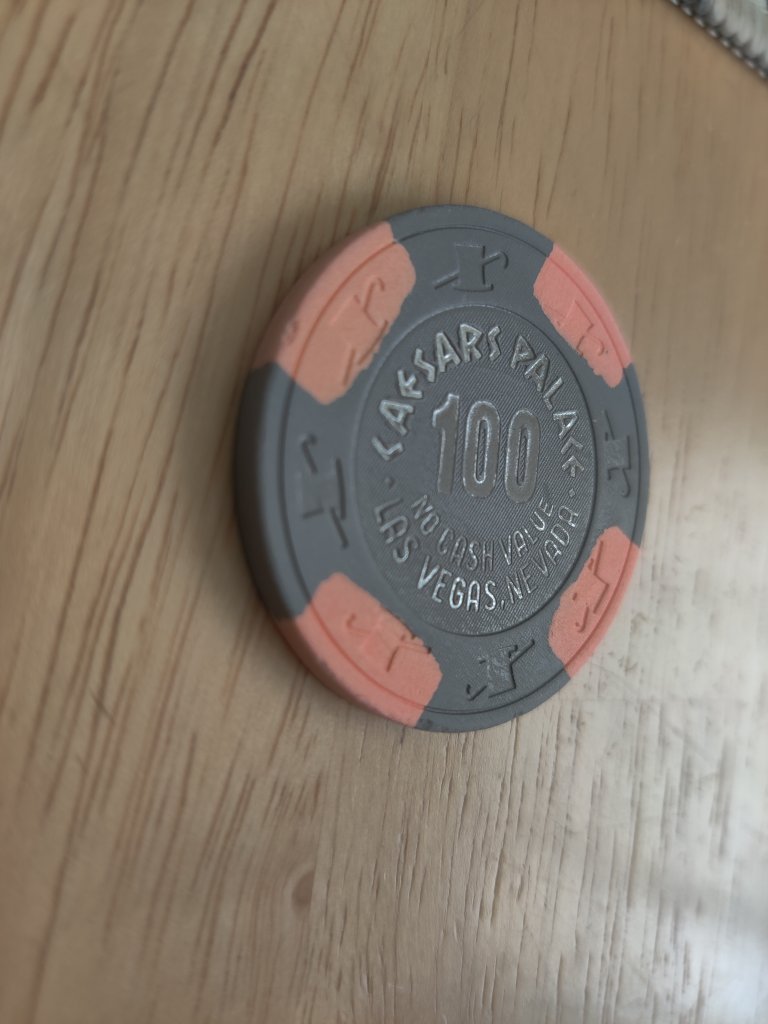 CAESARS PALACE
100
NO CASH VALUE
· LAS VEGAS, NEVADA ·